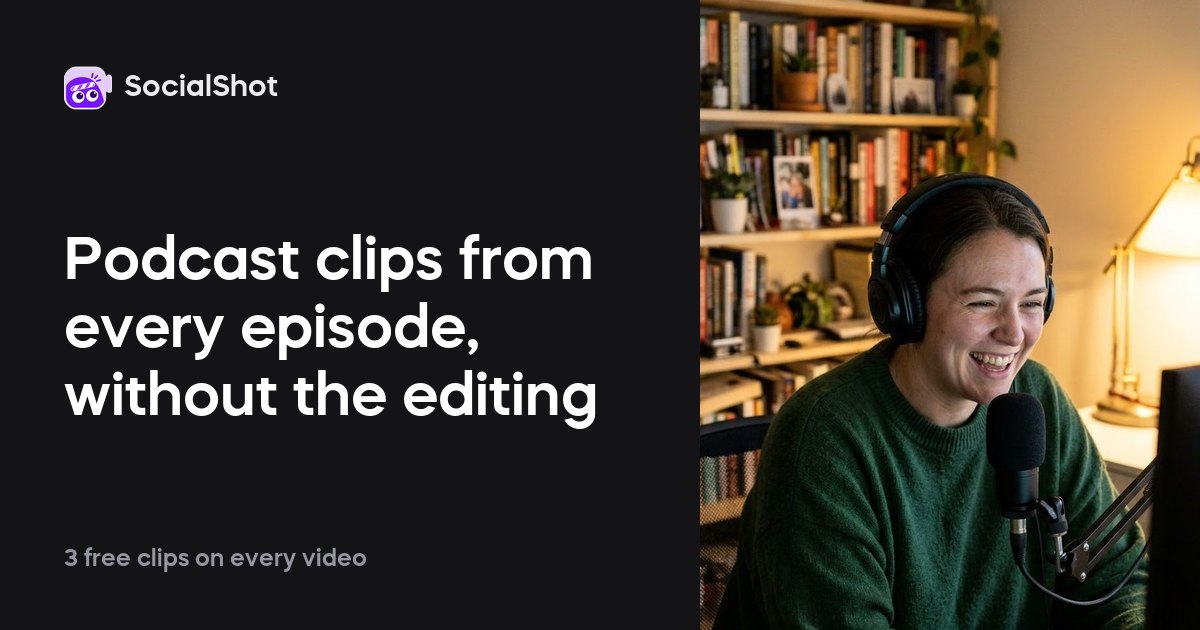 SocialShot
Podcast clips from
every episode,
without the editing
3 free clips on every video